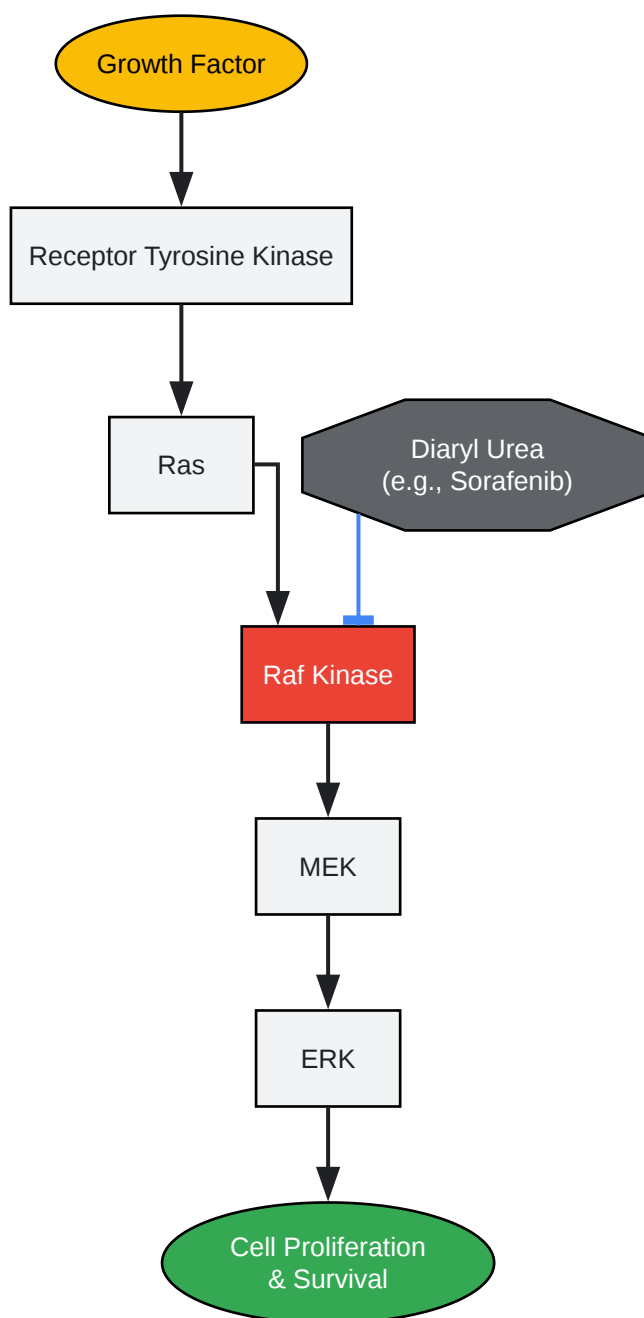 Growth Factor
Receptor Tyrosine Kinase
Ras
Diaryl Urea
(e.g., Sorafenib)
Raf Kinase
MEK
ERK
Cell Proliferation
& Survival